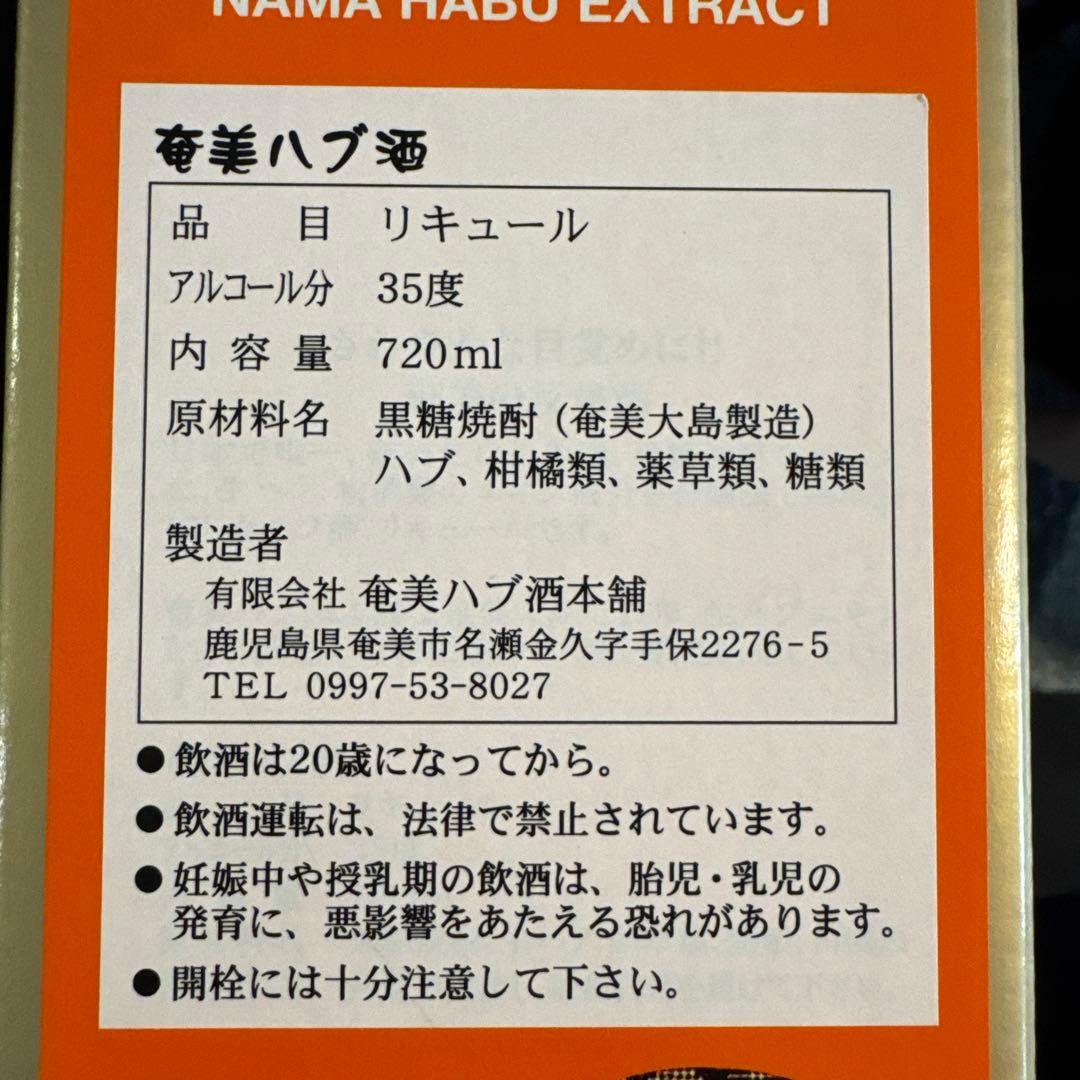 NAMA HABU EXTRACT
奄美ハブ酒
品目 リキュール
アルコール分 35度
内容量 720ml
原材料名 黒糖焼酎（奄美大島製造）
ハブ、柑橘類、薬草類、糖類
製造者
有限会社 奄美ハブ酒本舗
鹿児島県奄美市名瀬金久字手保2276-5
TEL 0997-53-8027
●飲酒は20歳になってから。
●飲酒運転は、法律で禁止されています。
●妊娠中や授乳期の飲酒は、胎児・乳児の
発育に、悪影響をあたえる恐れがあります。
●開栓には十分注意して下さい。